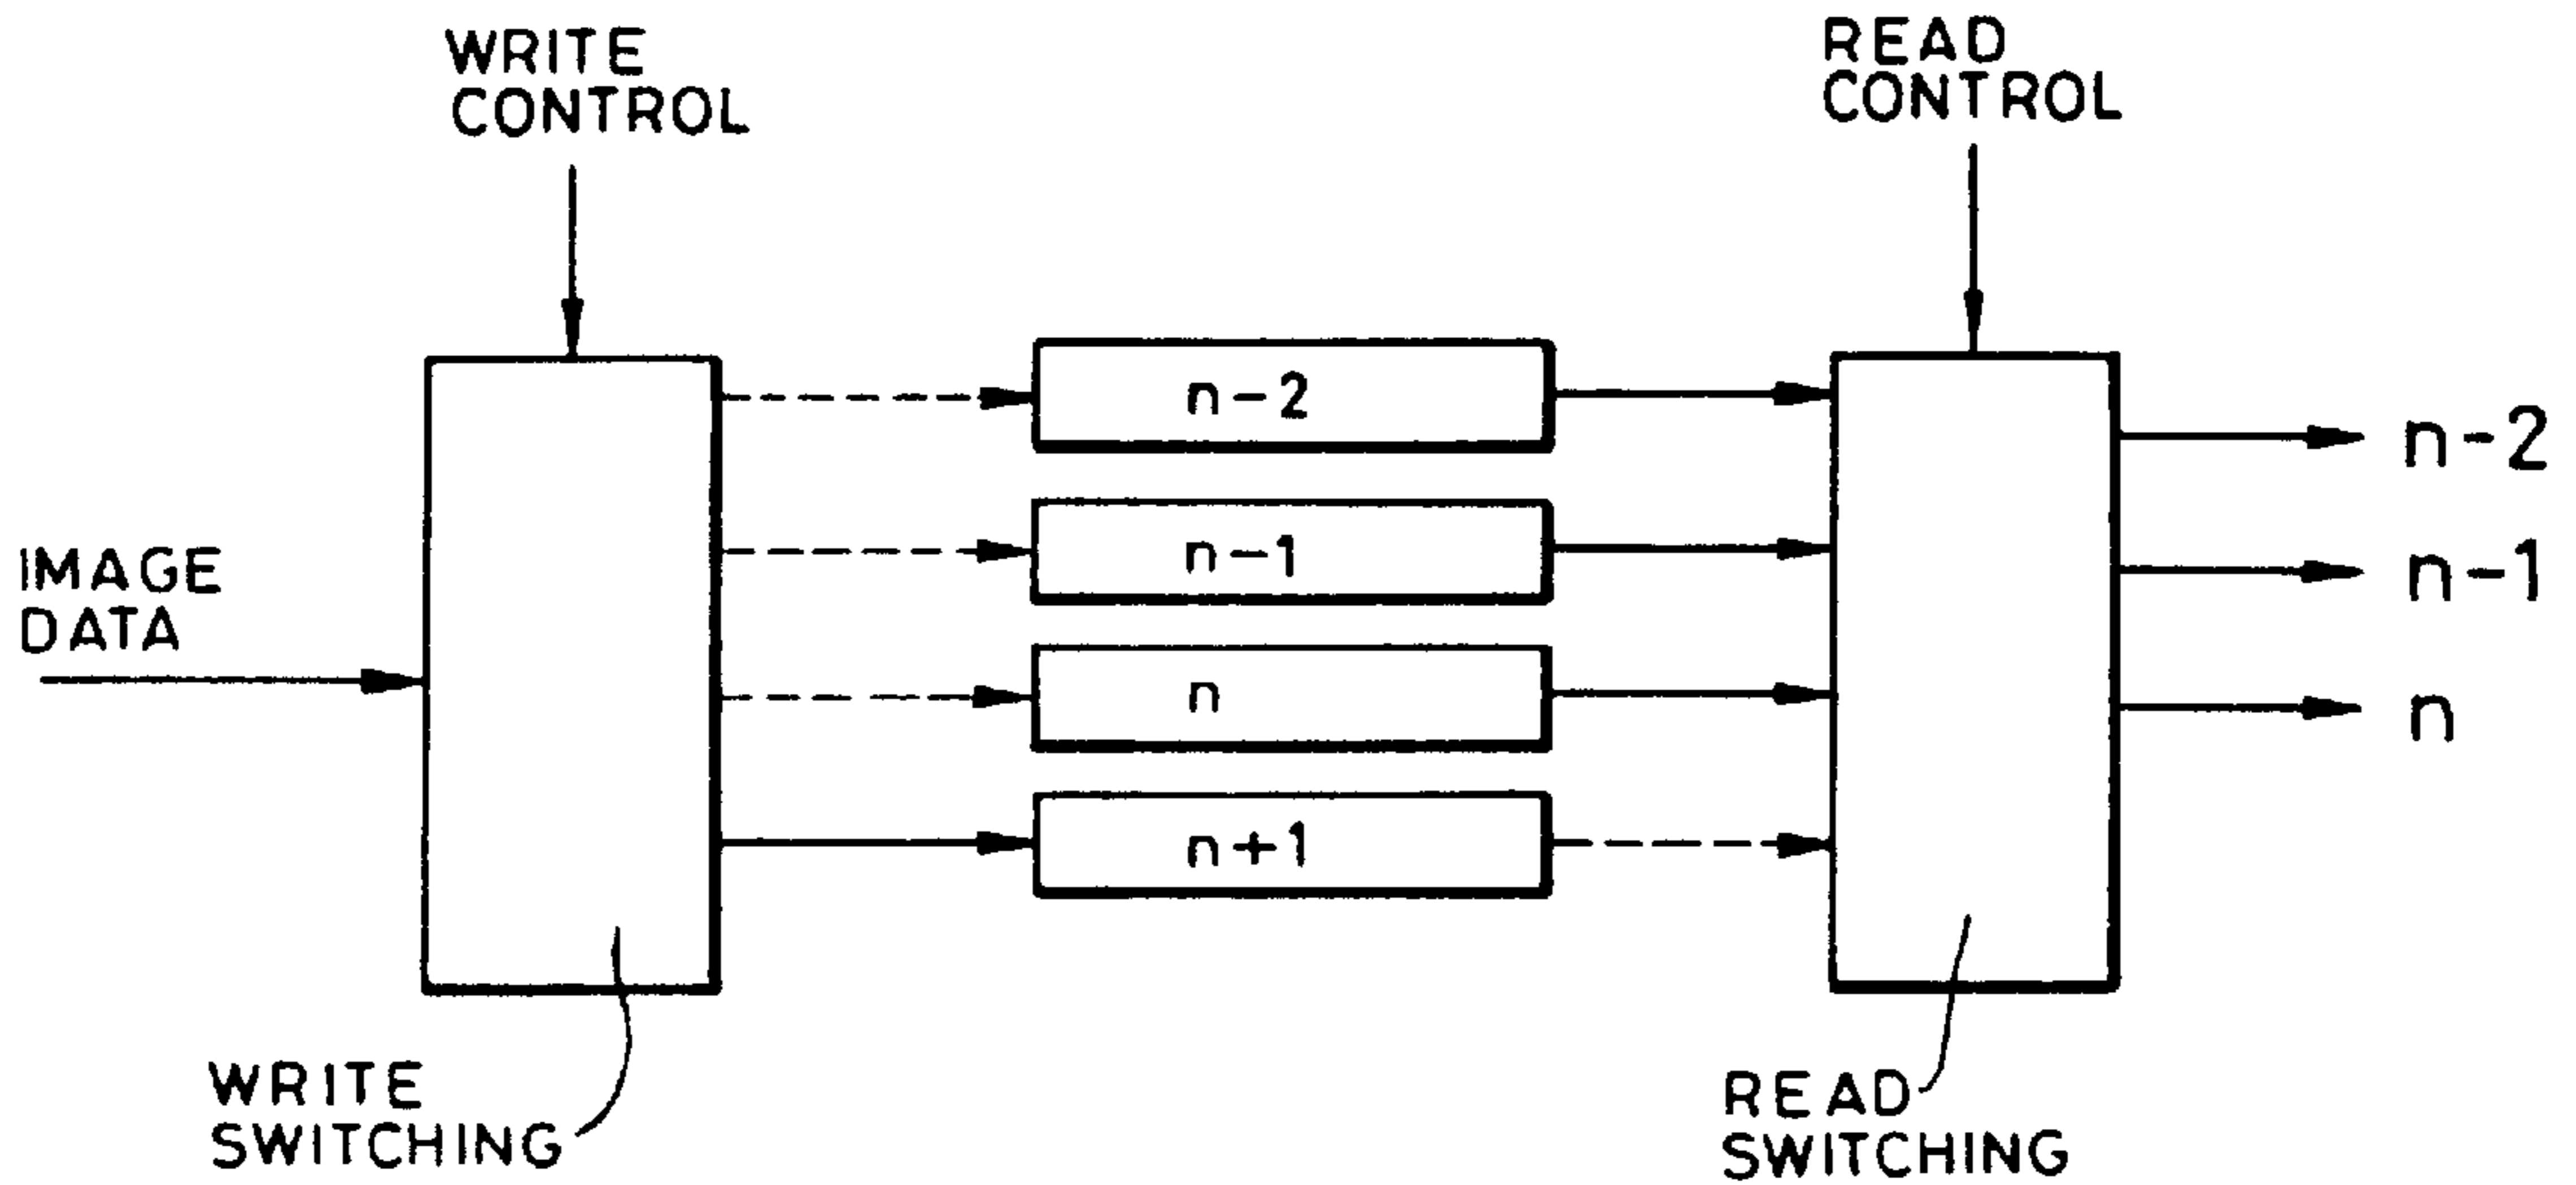 WRITE
CONTROL
READ
CONTROL
IMAGE
DATA
n-2
n-1
n
n+1
n-2
n-1
n
WRITE
SWITCHING
READ
SWITCHING